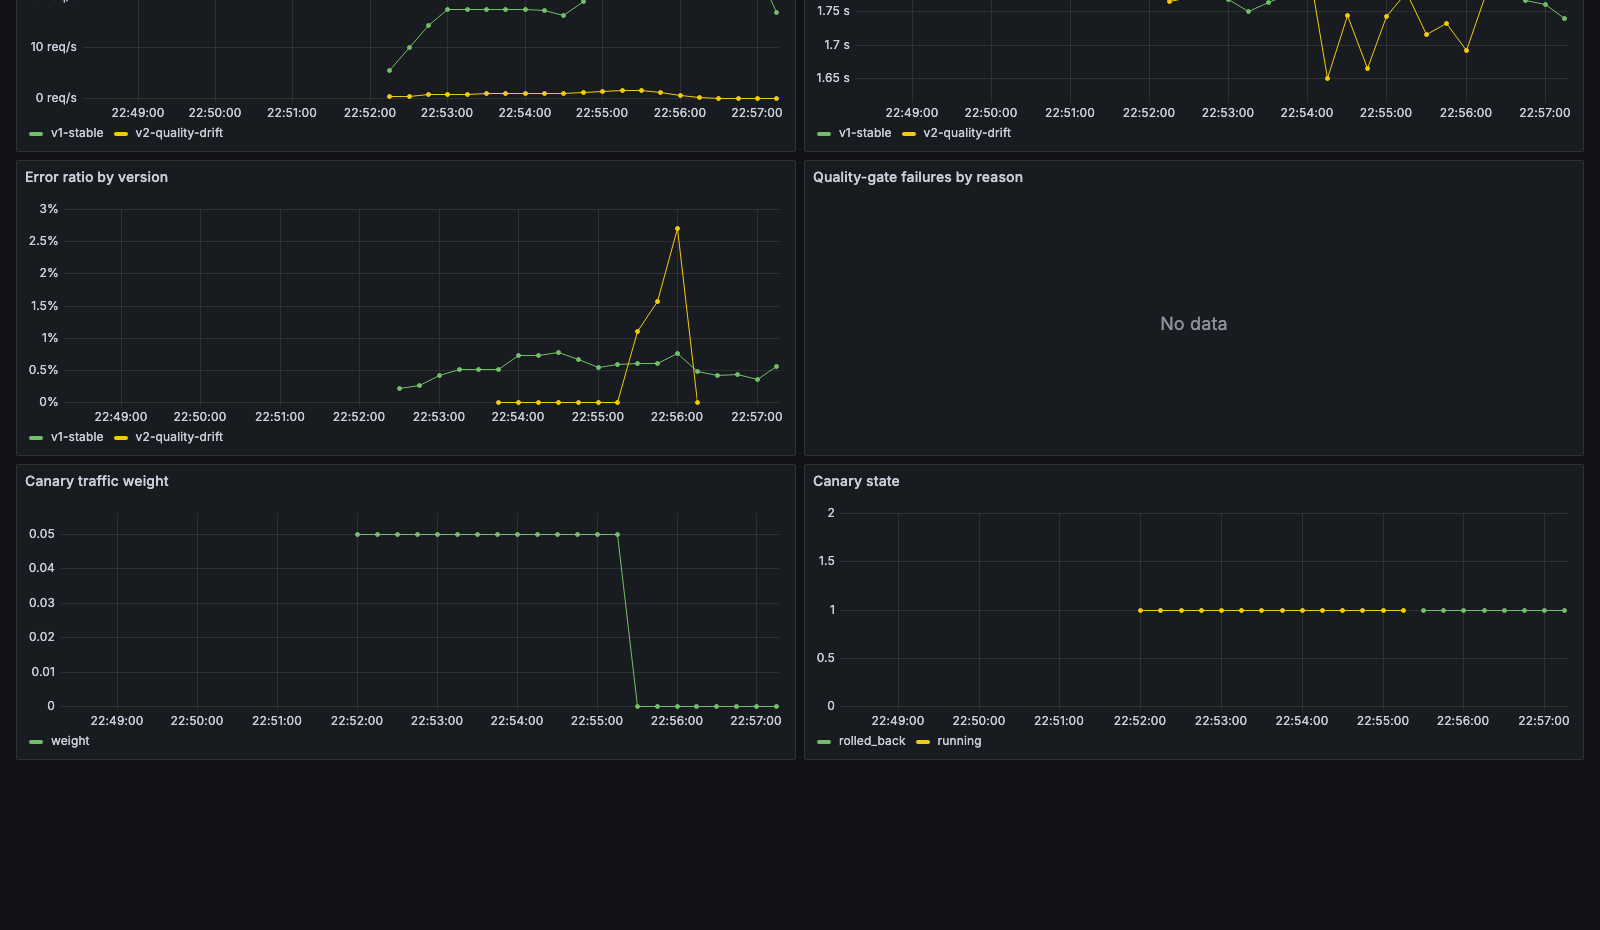 10 req/s
0 req/s
22:49:00 22:50:00 22:51:00 22:52:00 22:53:00 22:54:00 22:55:00 22:56:00 22:57:00
v1-stable v2-quality-drift
1.75 s
1.7 s
1.65 s
22:49:00 22:50:00 22:51:00 22:52:00 22:53:00 22:54:00 22:55:00 22:56:00 22:57:00
v1-stable v2-quality-drift
Error ratio by version
3%
2.5%
2%
1.5%
1%
0.5%
0%
22:49:00 22:50:00 22:51:00 22:52:00 22:53:00 22:54:00 22:55:00 22:56:00 22:57:00
v1-stable v2-quality-drift
Quality-gate failures by reason
No data
Canary traffic weight
0.05
0.04
0.03
0.02
0.01
0
22:49:00 22:50:00 22:51:00 22:52:00 22:53:00 22:54:00 22:55:00 22:56:00 22:57:00
weight
Canary state
2
1.5
1
0.5
0
22:49:00 22:50:00 22:51:00 22:52:00 22:53:00 22:54:00 22:55:00 22:56:00 22:57:00
rolled_back running